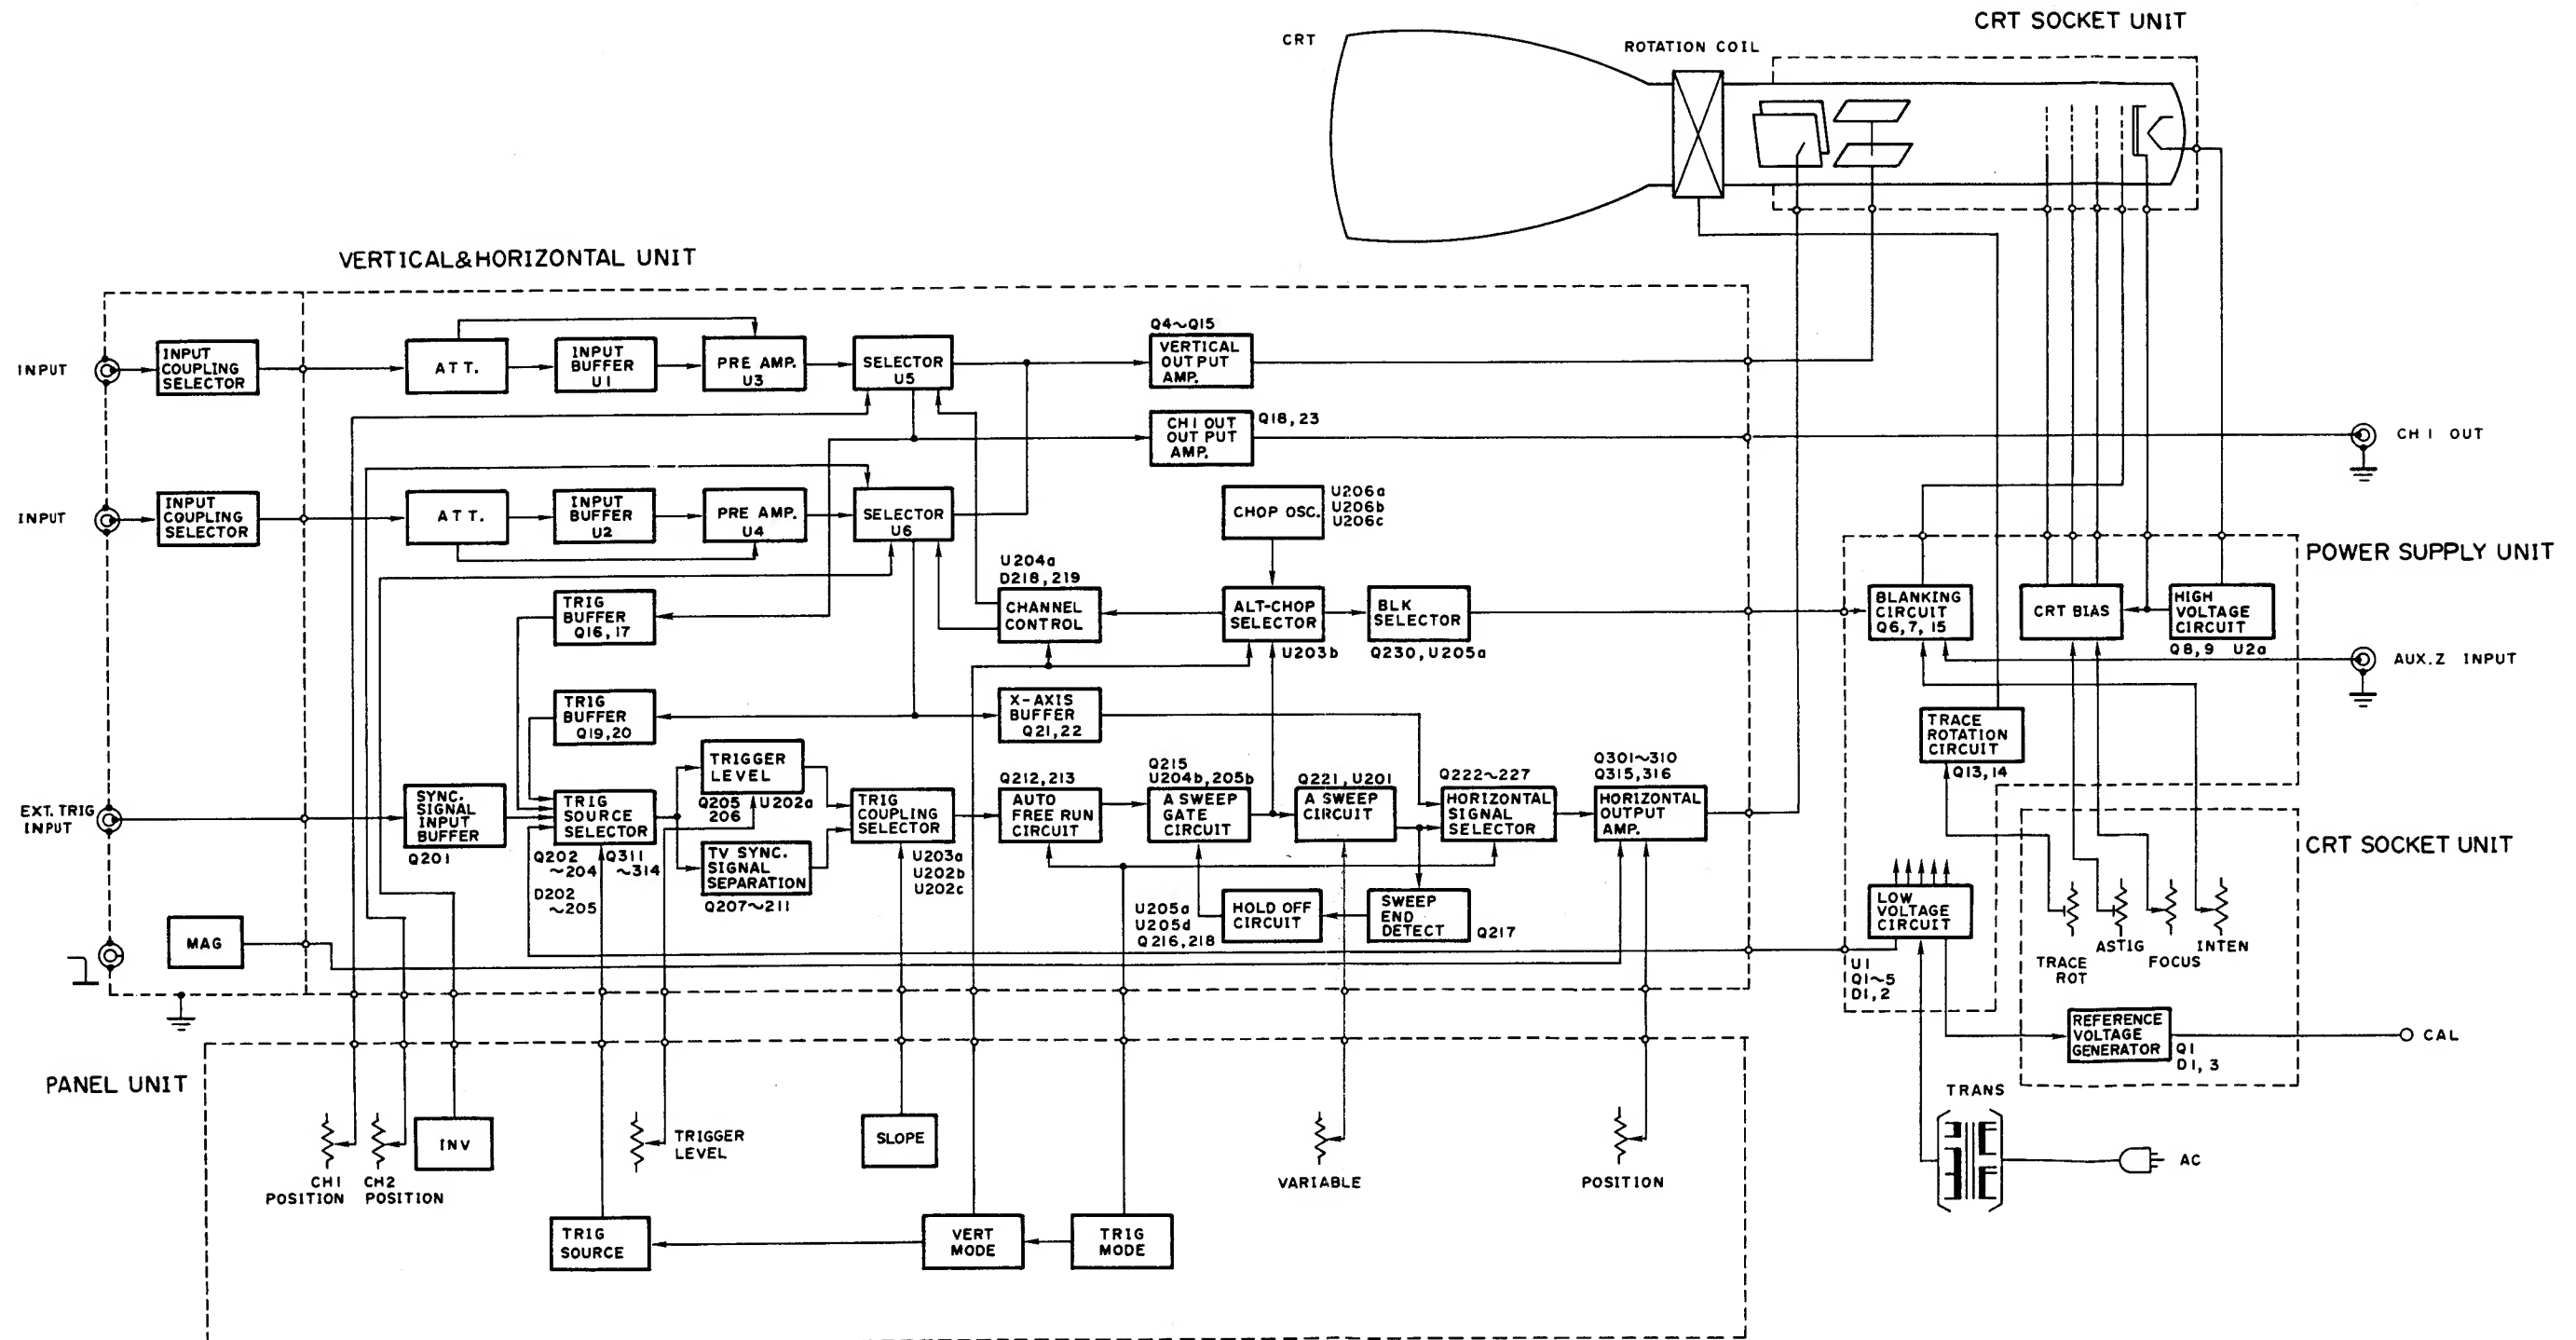 CRT SOCKET UNIT
CRT
ROTATION COIL
VERTICAL&HORIZONTAL UNIT
INPUT
INPUT
COUPLING
SELECTOR
ATT.
INPUT
BUFFER
U1
PRE AMP.
U3
SELECTOR
U5
Q4~Q15
VERTICAL
OUTPUT
AMP.
CH1 OUT
OUTPUT
AMP.
Q18,23
CH1 OUT
INPUT
INPUT
COUPLING
SELECTOR
ATT.
INPUT
BUFFER
U2
PRE AMP.
U4
SELECTOR
U6
CHOP OSC.
U206a
U206b
U206c
POWER SUPPLY UNIT
TRIG
BUFFER
Q16,17
U204a
D218,219
CHANNEL
CONTROL
ALT-CHOP
SELECTOR
U203b
BLK
SELECTOR
Q230,U205a
BLANKING
CIRCUIT
Q6,7,15
CRT BIAS
HIGH
VOLTAGE
CIRCUIT
Q8,9 U2a
AUX.Z INPUT
TRIG
BUFFER
Q19,20
X-AXIS
BUFFER
Q21,22
TRACE
ROTATION
CIRCUIT
Q13,14
EXT.TRIG
INPUT
SYNC.
SIGNAL
INPUT
BUFFER
Q201
TRIG
SOURCE
SELECTOR
Q202
~204
D202
~205
Q311
~314
TRIGGER
LEVEL
Q205
206
U202a
TV SYNC.
SIGNAL
SEPARATION
Q207~211
TRIG
COUPLING
SELECTOR
U203a
U202b
U202c
Q212,213
AUTO
FREE RUN
CIRCUIT
Q215
U204b,205b
A SWEEP
GATE
CIRCUIT
Q221,U201
A SWEEP
CIRCUIT
Q222~227
HORIZONTAL
SIGNAL
SELECTOR
Q301~310
Q315,316
HORIZONTAL
OUTPUT
AMP.
CRT SOCKET UNIT
MAG
U205a
U205d
Q216,218
HOLD OFF
CIRCUIT
SWEEP
END
DETECT
Q217
LOW
VOLTAGE
CIRCUIT
U1
Q1~5
D1,2
TRACE
ROT
ASTIG
FOCUS
INTEN
REFERENCE
VOLTAGE
GENERATOR
Q1
D1,3
CAL
PANEL UNIT
CH1
POSITION
CH2
POSITION
INV
TRIGGER
LEVEL
SLOPE
VARIABLE
POSITION
TRANS
AC
TRIG
SOURCE
VERT
MODE
TRIG
MODE